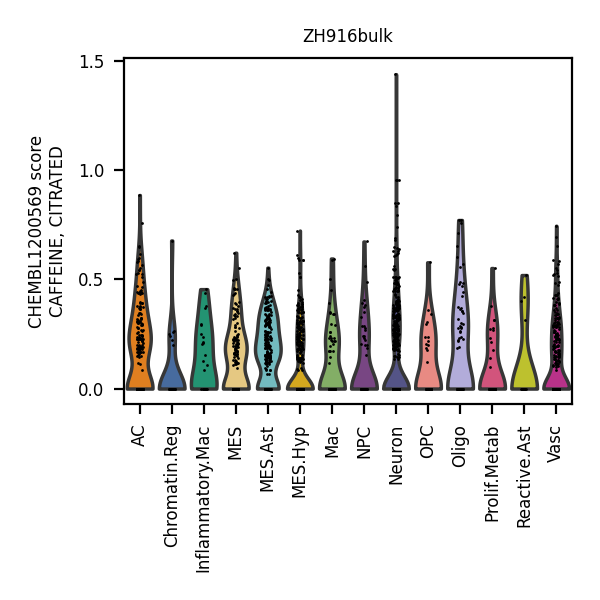 ZH916bulk
CHEMBL1200569 score
CAFFEINE, CITRATED
1.5
1.0
0.5
0.0
AC
Chromatin.Reg
Inflammatory.Mac
MES
MES.Ast
MES.Hyp
Mac
NPC
Neuron
OPC
Oligo
Prolif.Metab
Reactive.Ast
Vasc